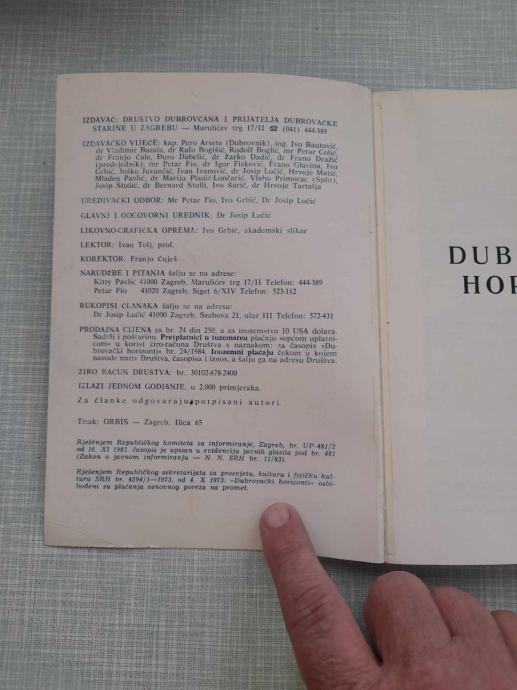 IZDAVAČ: DRUŠTVO DUBROVČANA I PRIJATELJA DUBROVAČKE
STARINE U ZAGREBU — Marulićev trg 17/II ☎ (041) 444-389
IZDAVAČKO VIJEĆE: kap. Pero Arsete (Dubrovnik), ing. Ivo Bautović,
dr Vladimir Bazala, dr Rafo Bogišić, Rudolf Boglić, mr Petar Colić,
dr Franjo Čale, Đuro Dabelić, dr Žarko Dadić, dr Frano Dražić
(predsjednik), mr Petar Fio, dr Igor Fisković, Frano Glavina, Ivo
Grbić, Joško Juvančić, Ivan Ivanović, dr Josip Lučić, Hrvoje Matić,
Mladen Pavlić, dr Marija Planić-Lončarić, Vlaho Primorac (Split),
Josip Stošić, dr Bernard Stulli, Ivo Šarić, dr Hrvoje Tartalja
UREĐIVAČKI ODBOR: Mr Petar Fio, Ivo Grbić, Dr Josip Lučić
GLAVNI I ODGOVORNI UREDNIK: Dr Josip Lučić
LIKOVNO-GRAFIČKA OPREMA: Ivo Grbić, akademski slikar
LEKTOR: Ivan Tolj, prof.
KOREKTOR: Franjo Čuješ
NARUDŽBE I PITANJA šalju se na adrese:
Kitty Pavlić 41000 Zagreb, Marulićev trg 17/II Telefon: 444-389
Petar Fio 41020 Zagreb, Siget 6/XIV Telefon: 523-112
RUKOPISI ČLANAKA šalju se na adresu:
Dr Josip Lučić 41000 Zagreb, Szabova 21, ulaz III Telefon: 572-431
PRODAJNA CIJENA za br. 24 din 250, a za inozemstvo 10 USA dolara.
Sadrži i poštarinu. Pretplatnici u tuzemstvu plaćaju »općom uplatni-
com« u korist žiro-računa Društva s naznakom: za časopis »Du-
brovački horizonti« br. 24/1984. Inozemni plaćaju čekom u kojem
navode naziv Društva, časopisa i iznos, a šalju ga na adresu Društva.
ŽIRO RAČUN DRUŠTVA: br. 30102-678-2400
IZLAZI JEDNOM GODIŠNJE, u 2.000 primjeraka.
Za članke odgovaraju potpisani autori.
Tisak: ORBIS — Zagreb, Ilica 65
Rješenjem Republičkog komiteta za informiranje, Zagreb, br. UP-481/2
od 16. XI 1983. časopis je upisan u evidenciju javnih glasila pod br. 481
(Zakon o javnom informiranju — N. N. SRH br. 11/83).
Rješenjem Republičkog sekretarijata za prosvjetu, kulturu i fizičku kul-
turu SRH br. 4294/1—1973. od 4. X 1973. »Dubrovački horizonti« oslo-
bođeni su plaćanja osnovnog poreza na promet.
DUB
HOR